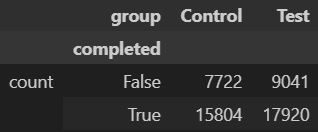 group Control Test
completed
count False 7722 9041
True 15804 17920